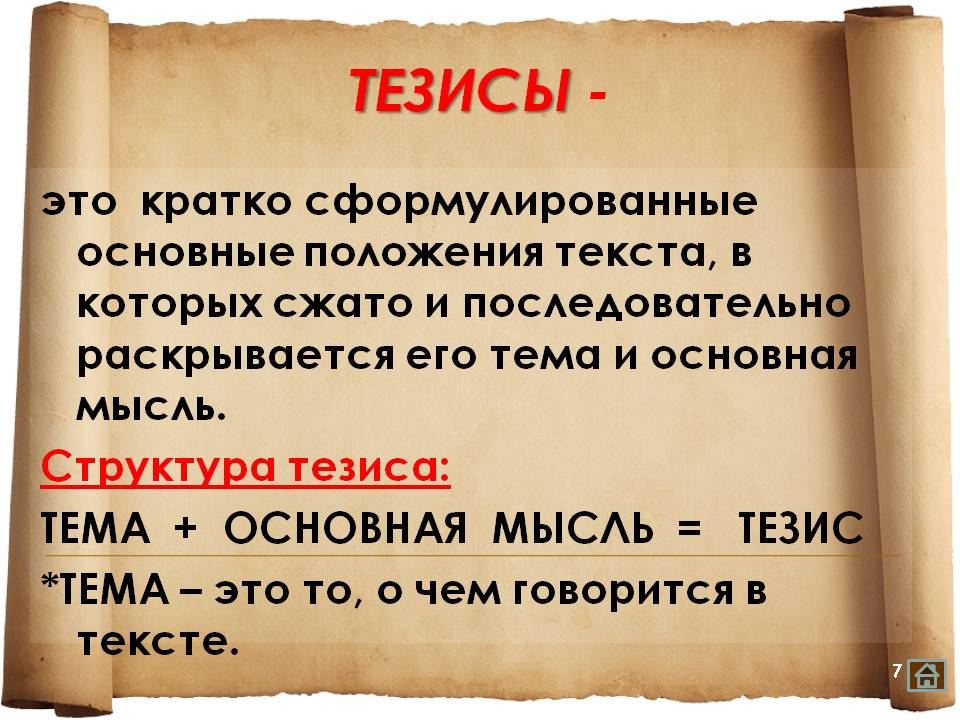 ТЕЗИСЫ -
это  кратко сформулированные
основные положения текста, в
которых сжато и последовательно
раскрывается его тема и основная
мысль.
Структура тезиса:
ТЕМА  +  ОСНОВНАЯ  МЫСЛЬ  =   ТЕЗИС
*ТЕМА – это то, о чем говорится в
тексте.
7